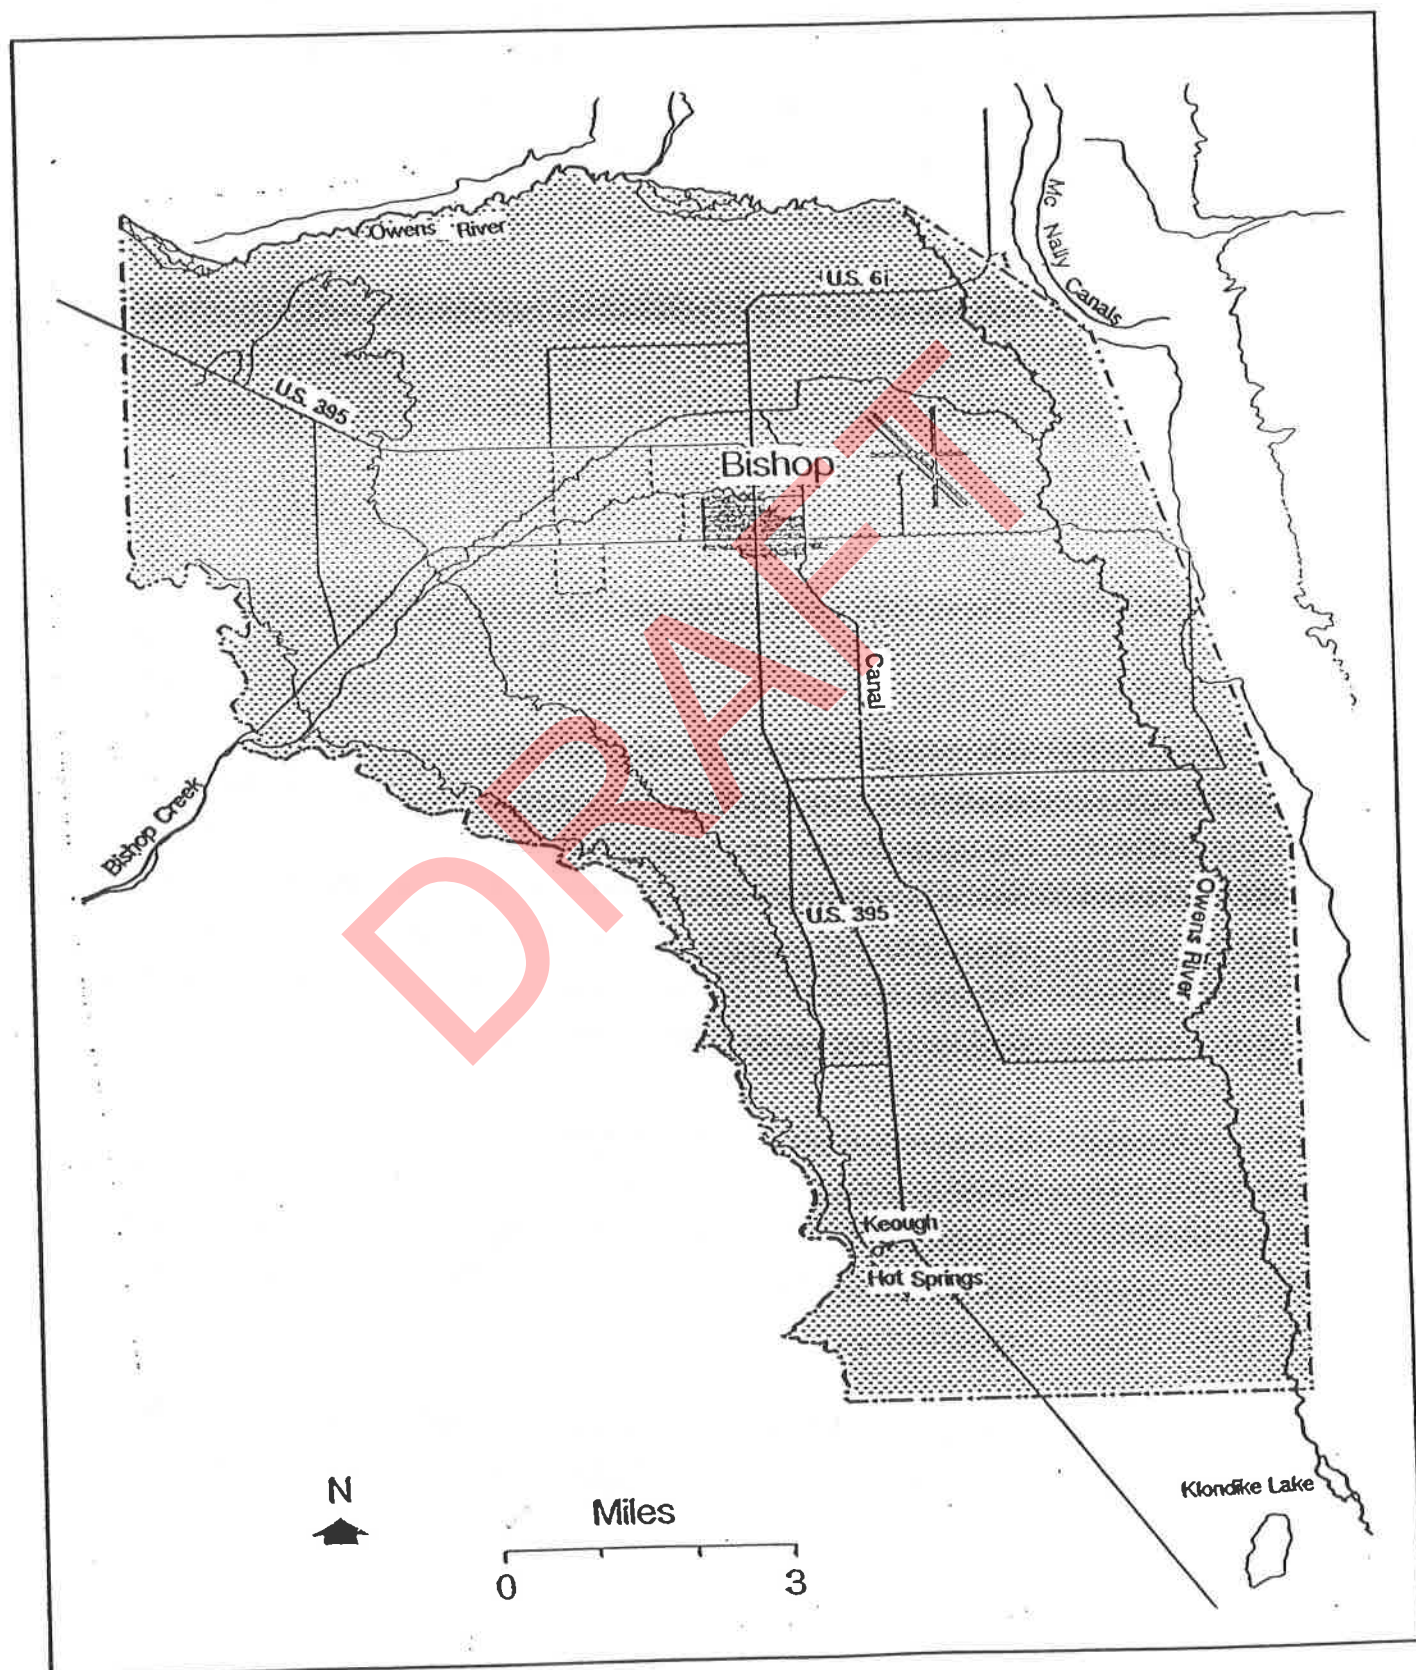 Owens River
Mc Nally Canals
U.S. 6
U.S. 395
Bishop
Canal
Bishop Creek
U.S. 395
Owens River
Keough
Hot Springs
Klondike Lake
N
Miles
0 3
DRAFT